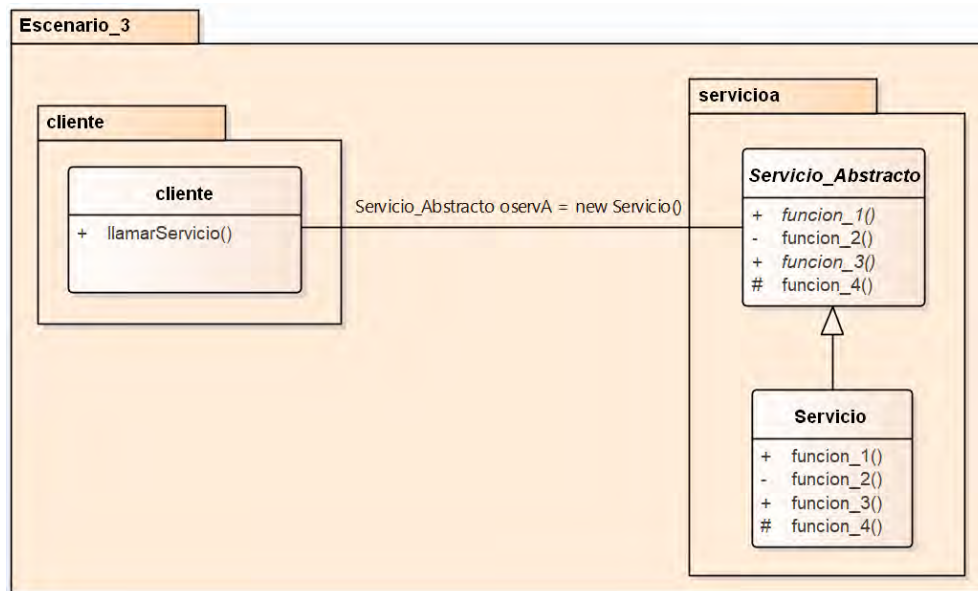 Escenario_3
cliente
cliente
+ llamarServicio()
Servicio_Abstracto oservA = new Servicio()
servicioa
Servicio_Abstracto
+ funcion_1()
- funcion_2()
+ funcion_3()
# funcion_4()
Servicio
+ funcion_1()
- funcion_2()
+ funcion_3()
# funcion_4()